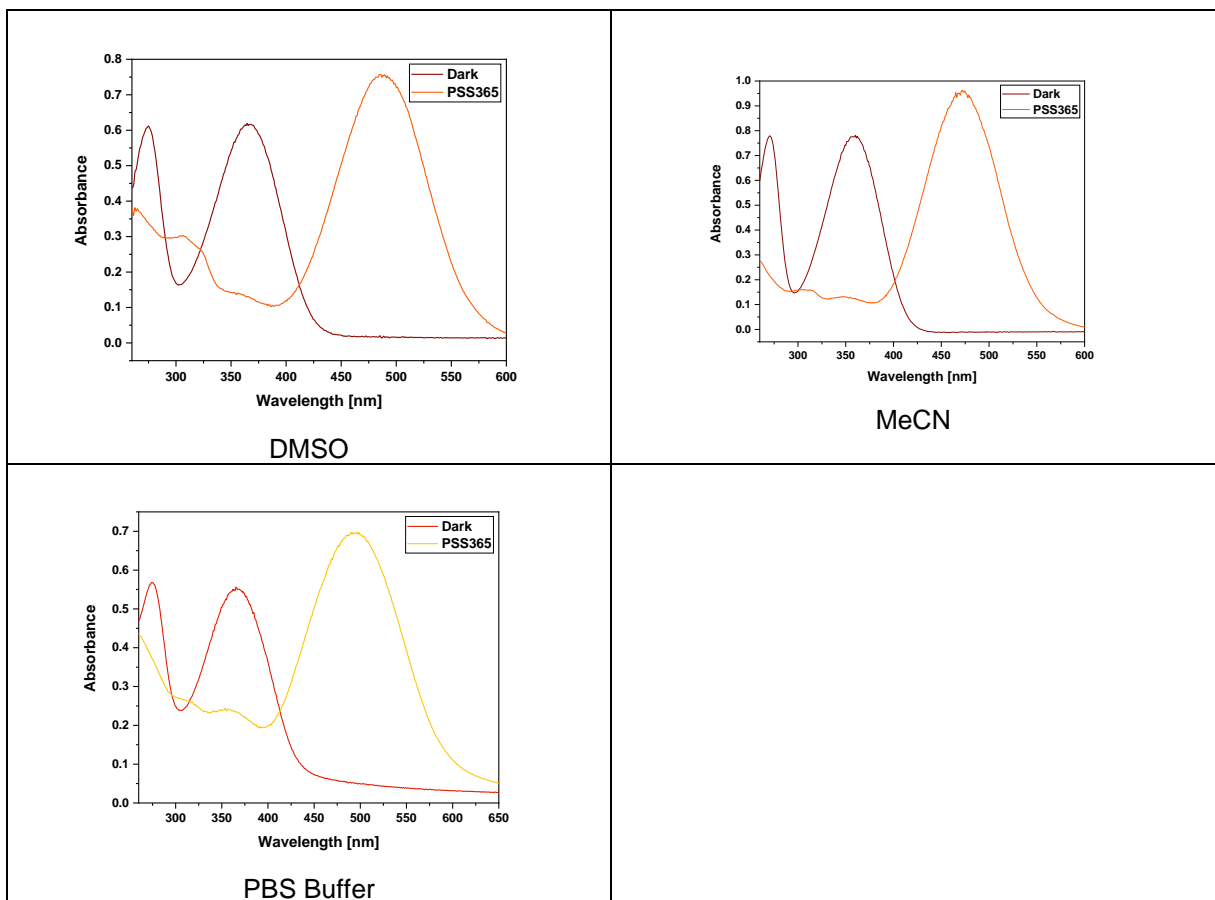 0.8
0.7
0.6
0.5
0.4
0.3
0.2
0.1
0.0
Absorbance
Dark
PSS365
300 350 400 450 500 550 600
Wavelength [nm]
DMSO
1.0
0.9
0.8
0.7
0.6
0.5
0.4
0.3
0.2
0.1
0.0
Absorbance
Dark
PSS365
300 350 400 450 500 550 600
Wavelength [nm]
MeCN
0.7
0.6
0.5
0.4
0.3
0.2
0.1
0.0
Absorbance
Dark
PSS365
300 350 400 450 500 550 600 650
Wavelength [nm]
PBS Buffer